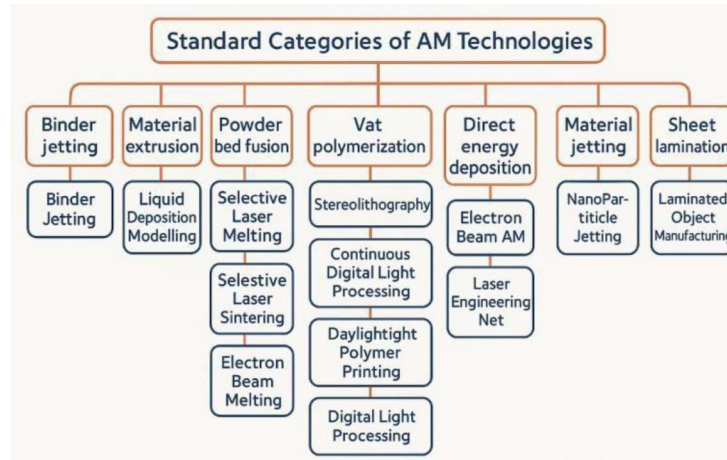 Standard Categories of AM Technologies
Binder
jetting
Binder
Jetting
Material
extrusion
Liquid
Deposition
Modelling
Powder
bed fusion
Selective
Laser
Melting
Selestive
Laser
Sintering
Electron
Beam
Melting
Vat
polymerization
Stereolithography
Continuous
Digital Light
Processing
Daylightight
Polymer
Printing
Digital Light
Processing
Direct
energy
deposition
Electron
Beam AM
Laser
Engineering
Net
Material
jetting
NanoPar-
titicle
Jetting
Sheet
lamination
Laminated
Object
Manufacturing